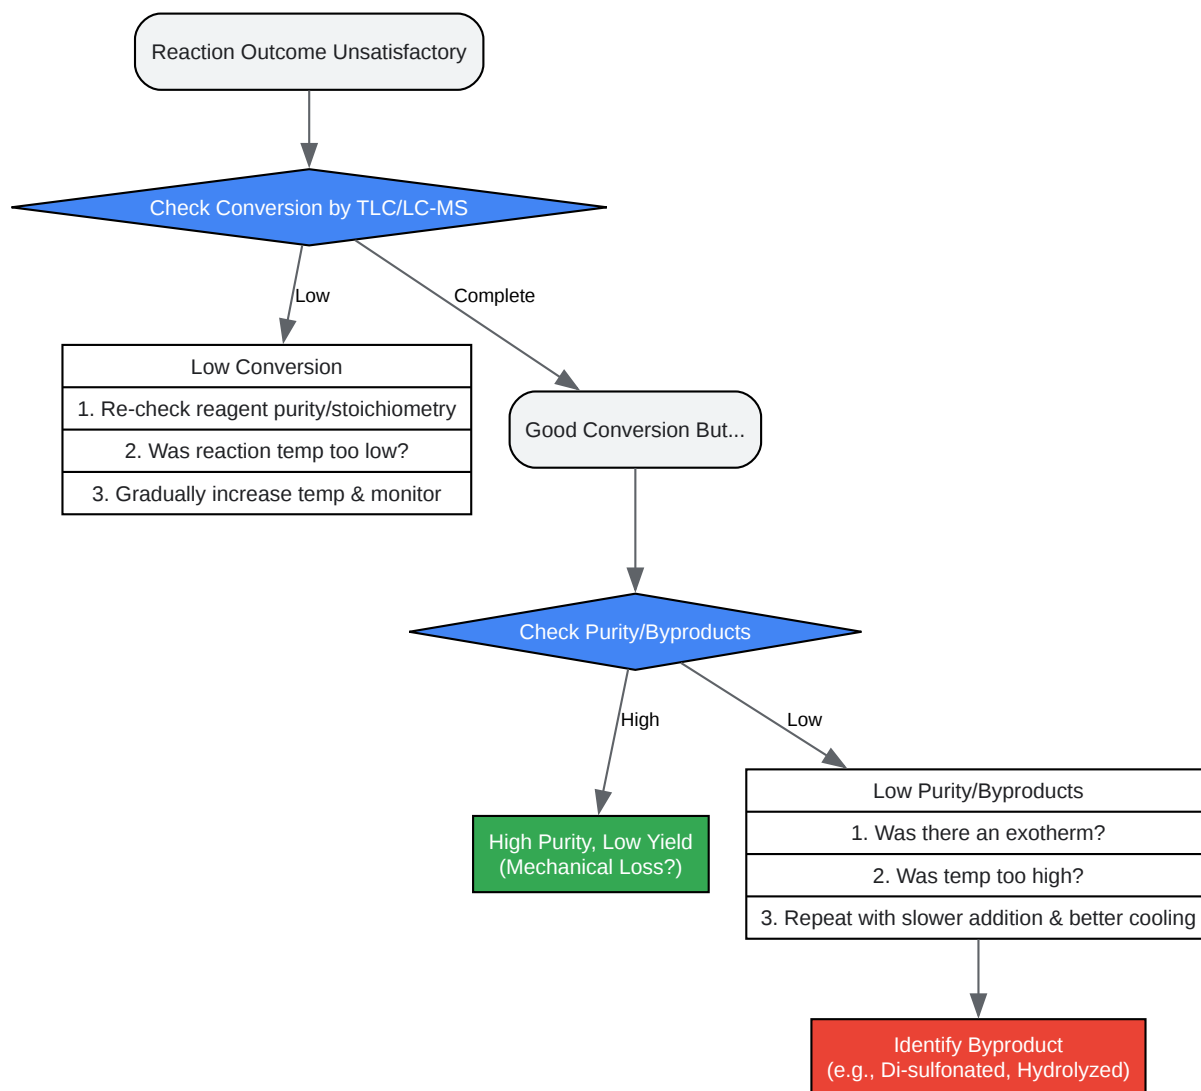 Reaction Outcome Unsatisfactory
Check Conversion by TLC/LC-MS
Low
Complete
Low Conversion
1. Re-check reagent purity/stoichiometry
2. Was reaction temp too low?
3. Gradually increase temp & monitor
Good Conversion But...
Check Purity/Byproducts
High
Low
High Purity, Low Yield
(Mechanical Loss?)
Low Purity/Byproducts
1. Was there an exotherm?
2. Was temp too high?
3. Repeat with slower addition & better cooling
Identify Byproduct
(e.g., Di-sulfonated, Hydrolyzed)